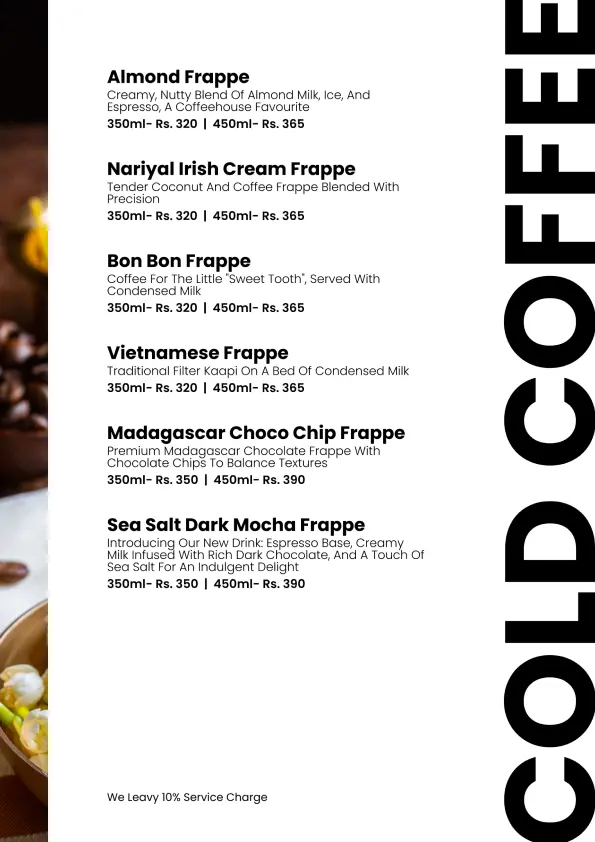 Almond Frappe
Creamy, Nutty Blend Of Almond Milk, Ice, And
Espresso, A Coffeehouse Favourite
350ml- Rs. 320 | 450ml- Rs. 365
Nariyal Irish Cream Frappe
Tender Coconut And Coffee Frappe Blended With
Precision
350ml- Rs. 320 | 450ml- Rs. 365
Bon Bon Frappe
Coffee For The Little "Sweet Tooth", Served With
Condensed Milk
350ml- Rs. 320 | 450ml- Rs. 365
Vietnamese Frappe
Traditional Filter Kaapi On A Bed Of Condensed Milk
350ml- Rs. 320 | 450ml- Rs. 365
Madagascar Choco Chip Frappe
Premium Madagascar Chocolate Frappe With
Chocolate Chips To Balance Textures
350ml- Rs. 350 | 450ml- Rs. 390
Sea Salt Dark Mocha Frappe
Introducing Our New Drink: Espresso Base, Creamy
Milk Infused With Rich Dark Chocolate, And A Touch Of
Sea Salt For An Indulgent Delight
350ml- Rs. 350 | 450ml- Rs. 390
We Leavy 10% Service Charge
COLD COFFEE